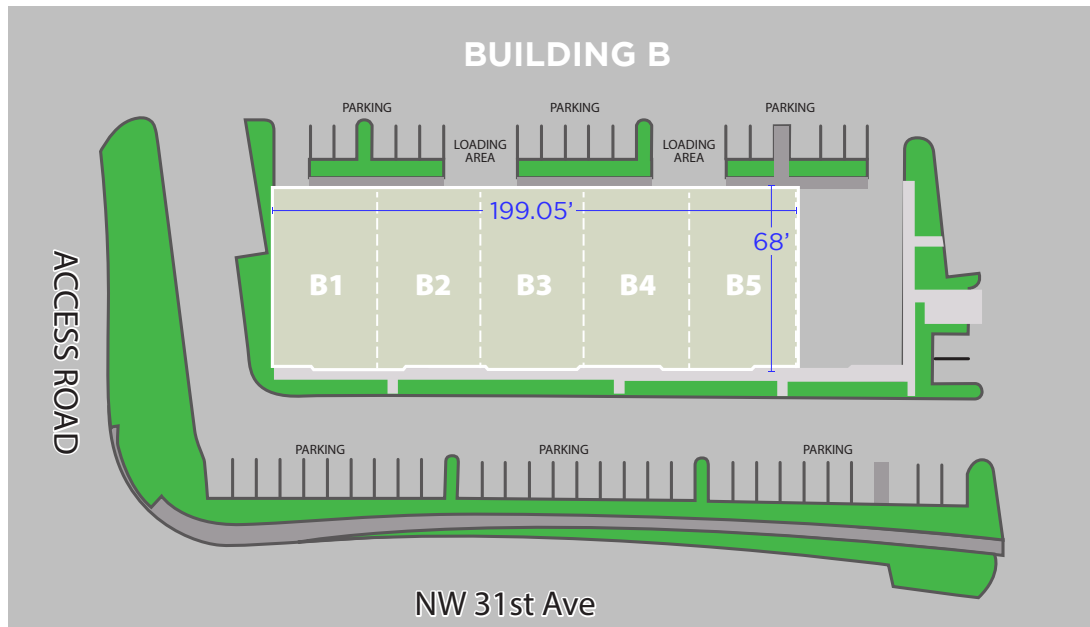 BUILDING B
PARKING
PARKING
PARKING
LOADING
AREA
LOADING
AREA
199.05’
68’
B1
B2
B3
B4
B5
ACCESS ROAD
PARKING
PARKING
PARKING
NW 31st Ave